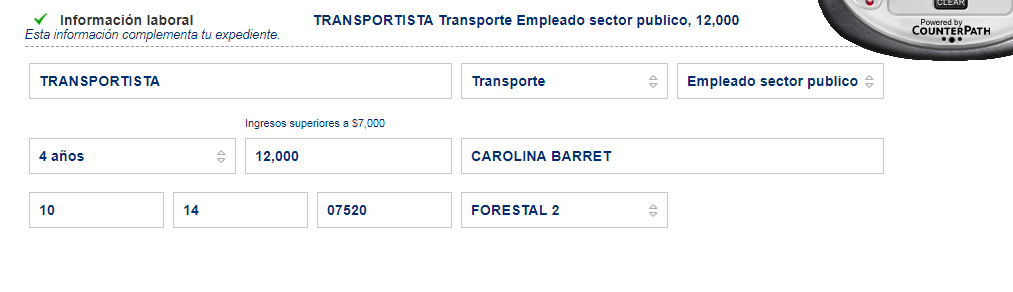 CLEAR
Información laboral TRANSPORTISTA Transporte Empleado sector publico, 12,000
Esta información complementa tu expediente.
Powered by
COUNTERPATH
TRANSPORTISTA Transporte Empleado sector publico
Ingresos superiores a $7,000
4 años 12,000 CAROLINA BARRET
10 14 07520 FORESTAL 2